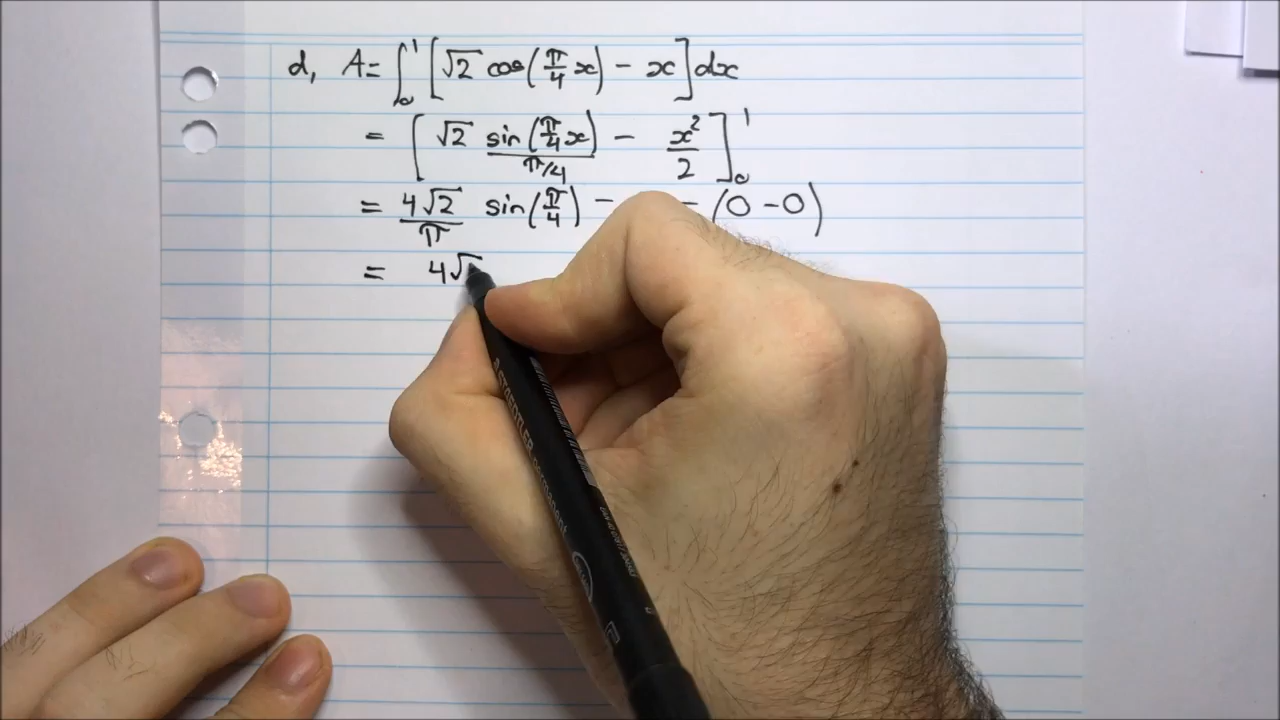 d, A= ∫₀¹ [√2 cos(π/4 x) − x] dx
= [√2 sin(π/4 x)/(π/4) − x²/2]₀¹
= 4√2/π sin(π/4) − − (0 − 0)
= 4√
STAEDTLER permanent